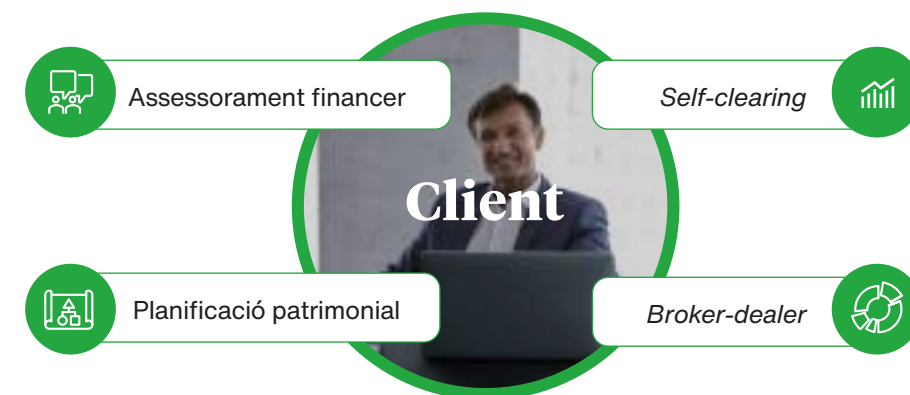 Assessorament financer
Self-clearing
Client
Planificació patrimonial
Broker-dealer